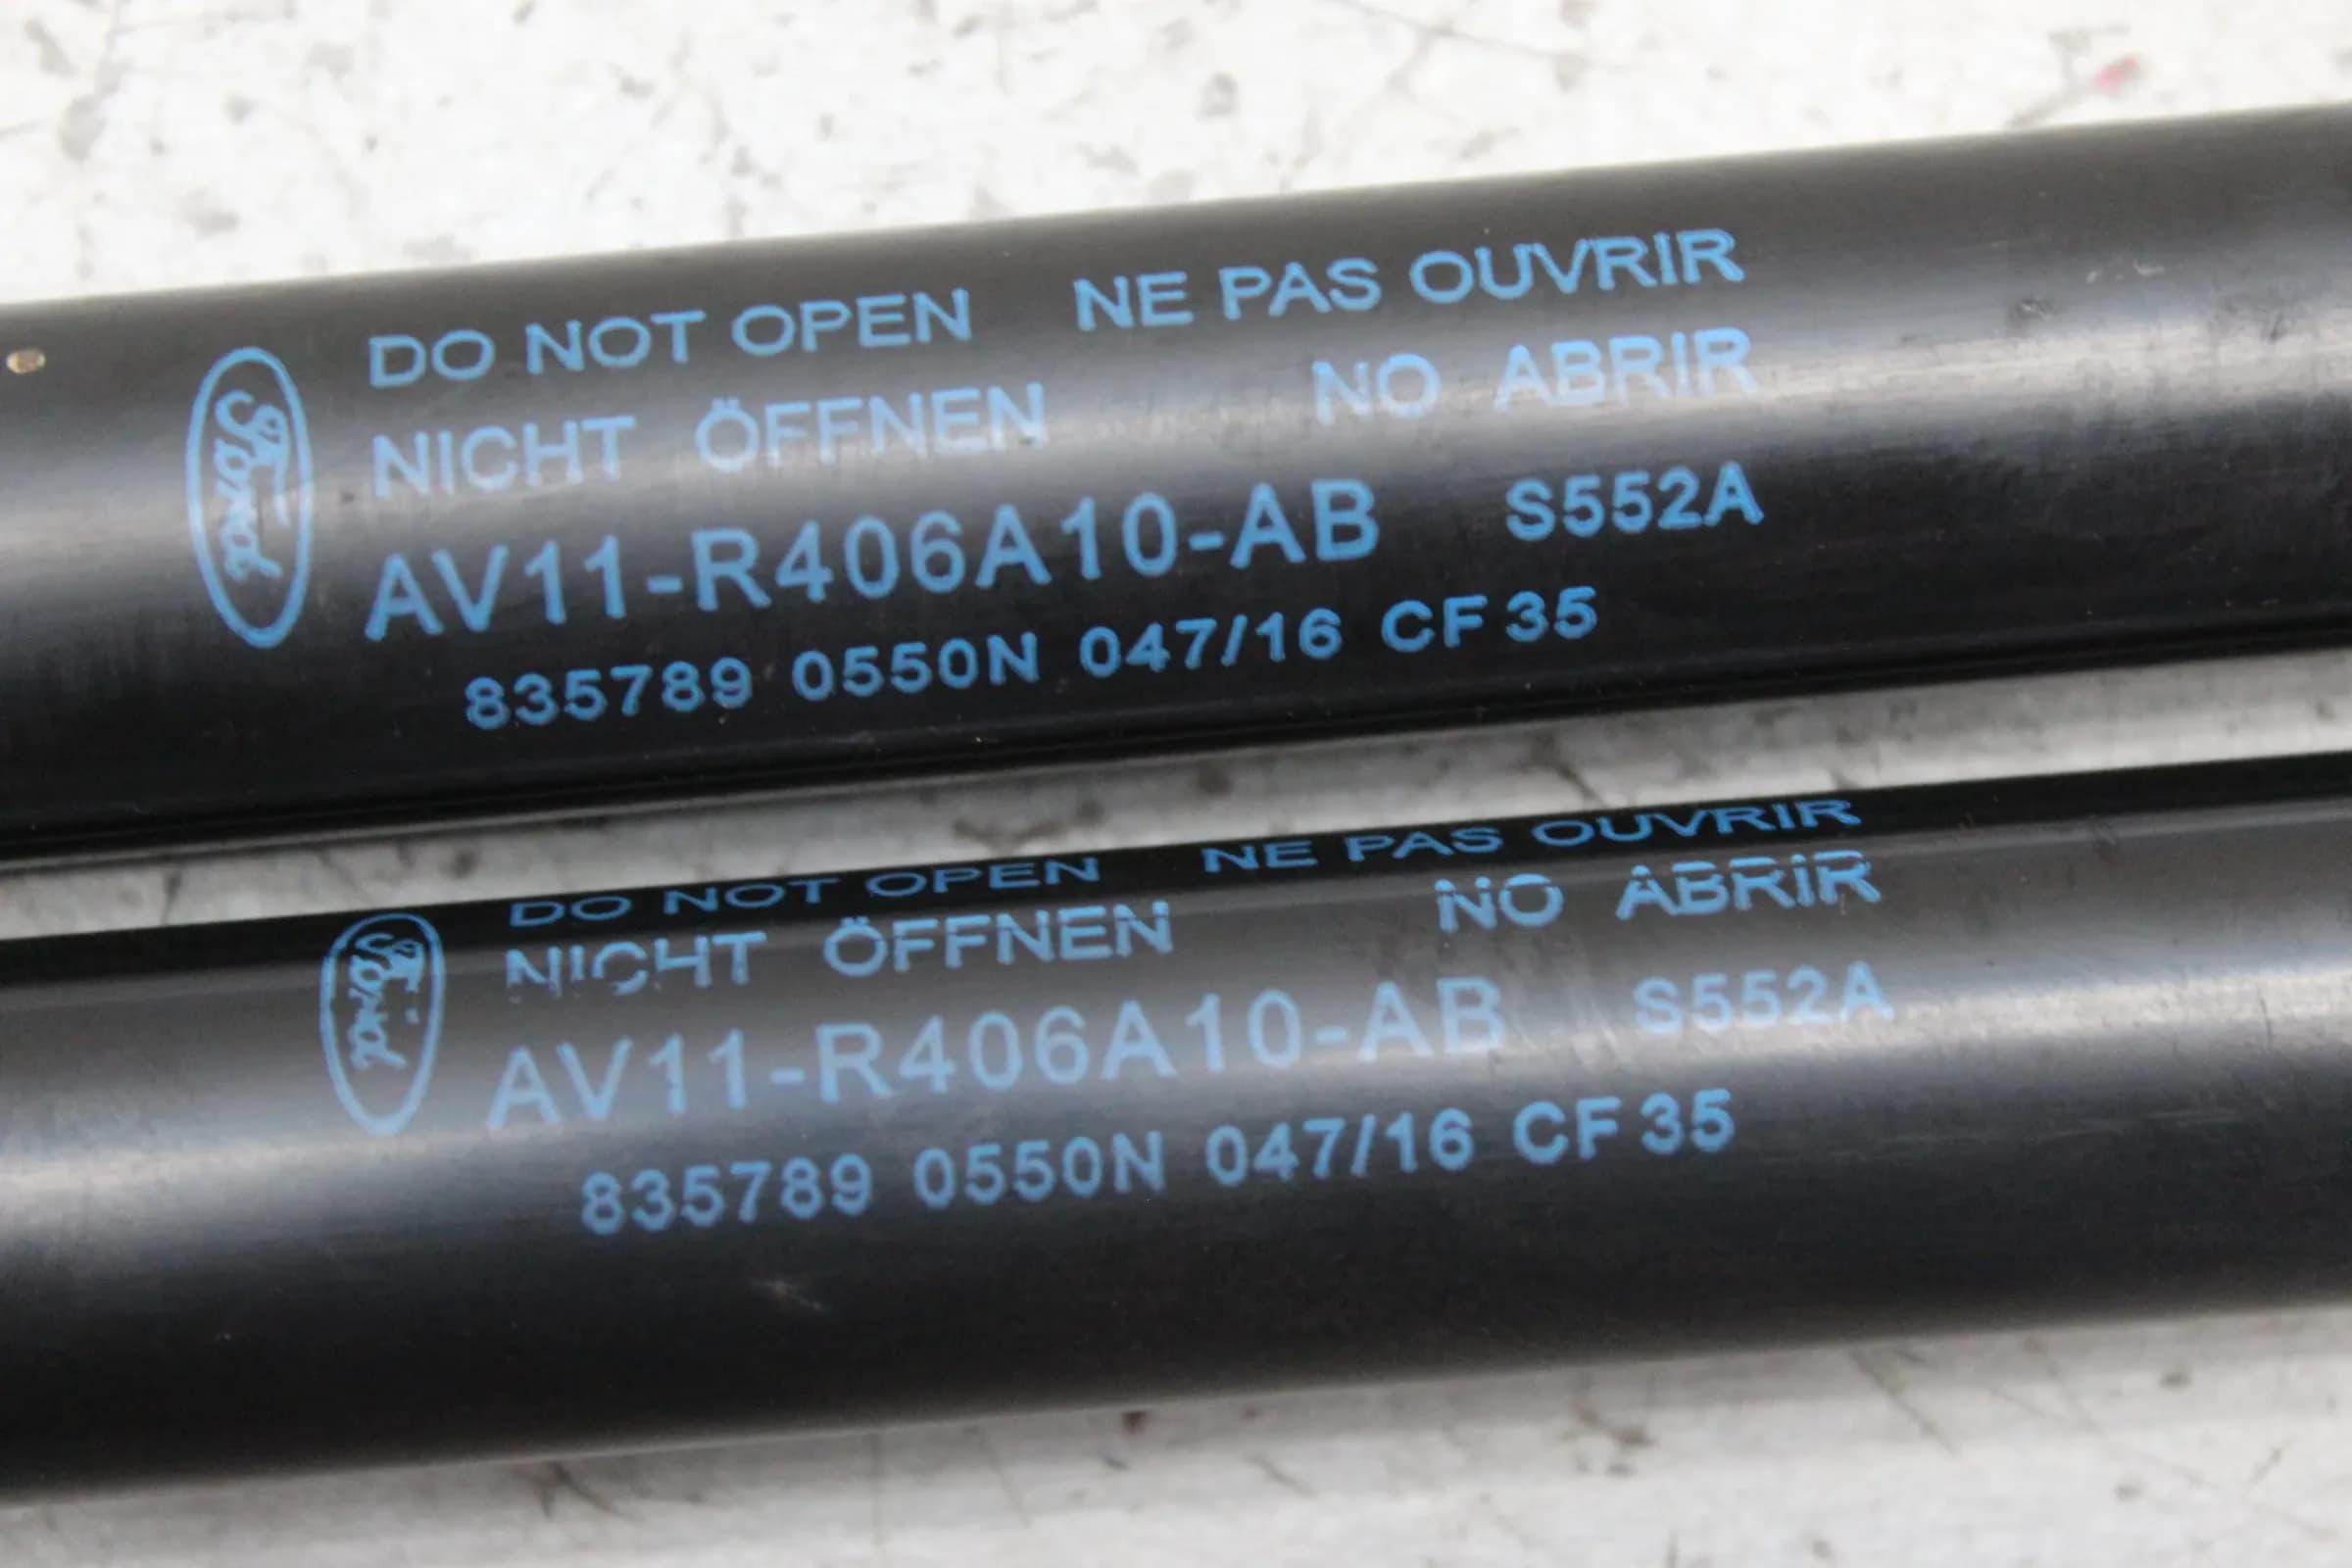 DO NOT OPEN NE PAS OUVRIR
NICHT ÖFFNEN NO ABRIR
Ford
AV11-R406A10-AB S552A
835789 0550N 047/16 CF 35
DO NOT OPEN NE PAS OUVRIR
NICHT ÖFFNEN NO ABRIR
Ford
AV11-R406A10-AB S552A
835789 0550N 047/16 CF 35